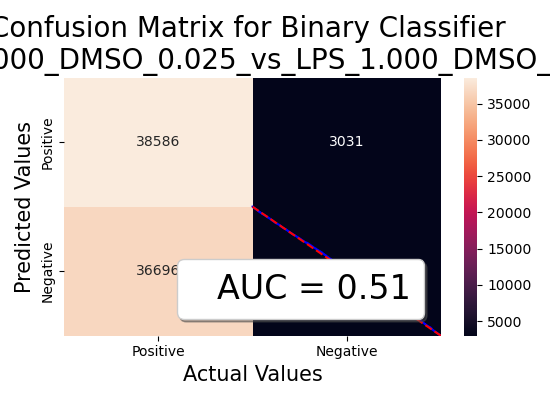 Confusion Matrix for Binary Classifier
000_DMSO_0.025_vs_LPS_1.000_DMSO_
Predicted Values
Positive
Negative
38586
3031
36696
AUC = 0.51
Positive
Negative
Actual Values
35000
30000
25000
20000
15000
10000
5000